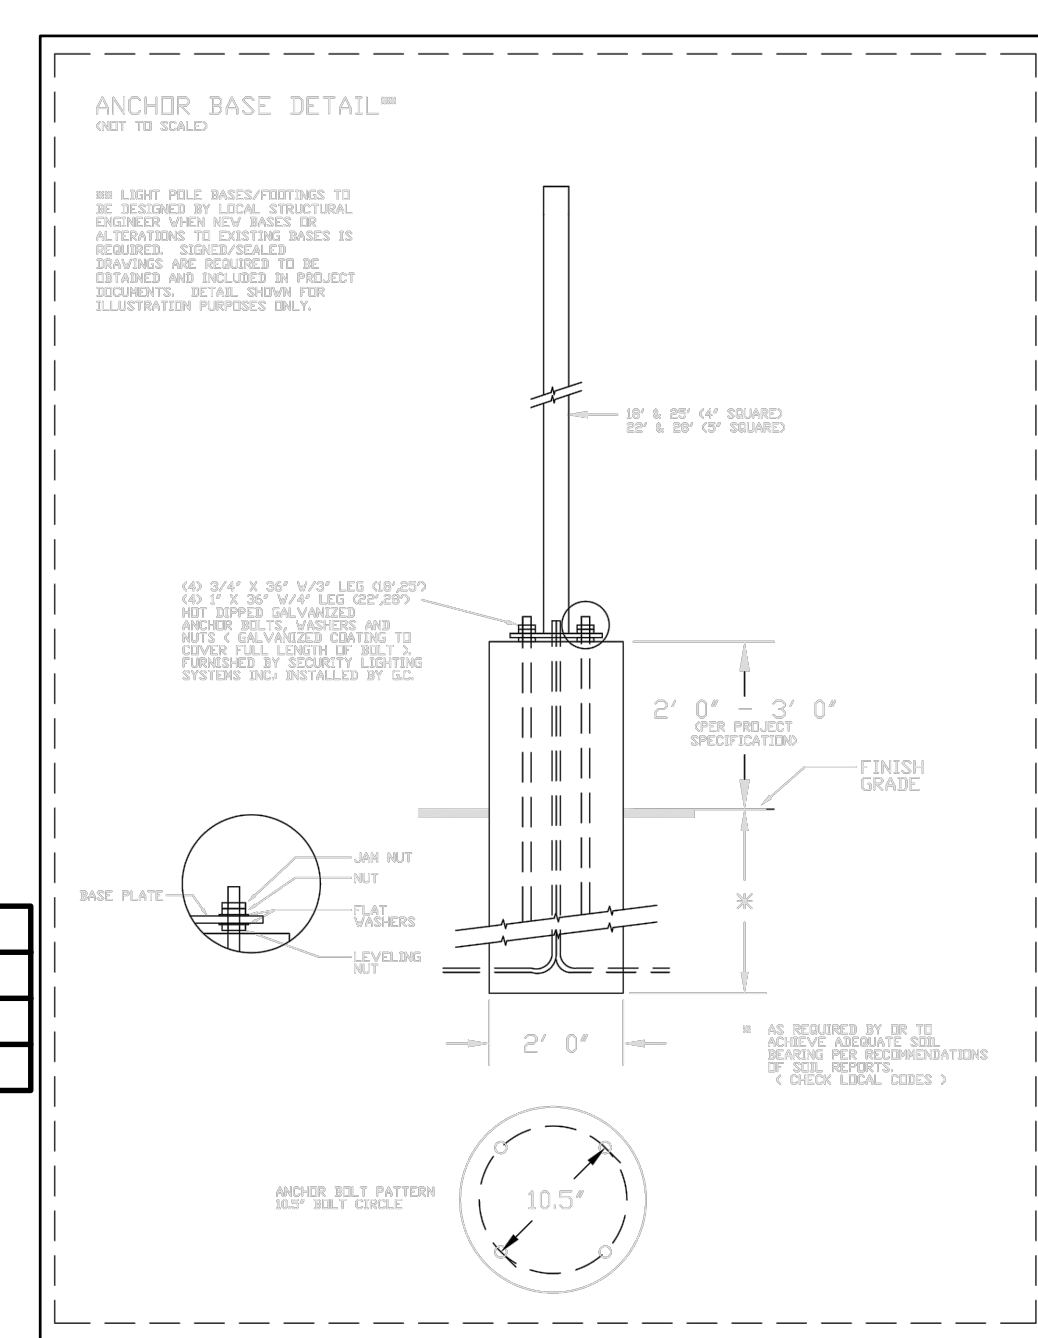 ANCHOR BASE DETAIL**
(NOT TO SCALE)
** LIGHT POLE BASES/FOOTINGS TO
BE DESIGNED BY LOCAL STRUCTURAL
ENGINEER WHEN NEW BASES OR
ALTERATIONS TO EXISTING BASES IS
REQUIRED. SIGNED/SEALED
DRAWINGS ARE REQUIRED TO BE
OBTAINED AND INCLUDED IN PROJECT
DOCUMENTS. DETAIL SHOWN FOR
ILLUSTRATION PURPOSES ONLY.
18' & 25' (4" SQUARE)
22' & 28' (5" SQUARE)
(4) 3/4" X 36" W/3" LEG (18',25')
(4) 1" X 36" W/4" LEG (22',28')
HOT DIPPED GALVANIZED
ANCHOR BOLTS, WASHERS AND
NUTS ( GALVANIZED COATING TO
COVER FULL LENGTH OF BOLT ).
FURNISHED BY SECURITY LIGHTING
SYSTEMS INC.; INSTALLED BY G.C.
2' 0" - 3' 0"
(PER PROJECT
SPECIFICATION)
FINISH
GRADE
JAM NUT
NUT
BASE PLATE
FLAT
WASHERS
LEVELING
NUT
*
2' 0"
* AS REQUIRED BY OR TO
ACHIEVE ADEQUATE SOIL
BEARING PER RECOMMENDATIONS
OF SOIL REPORTS.
( CHECK LOCAL CODES )
ANCHOR BOLT PATTERN
10.5" BOLT CIRCLE
10.5"